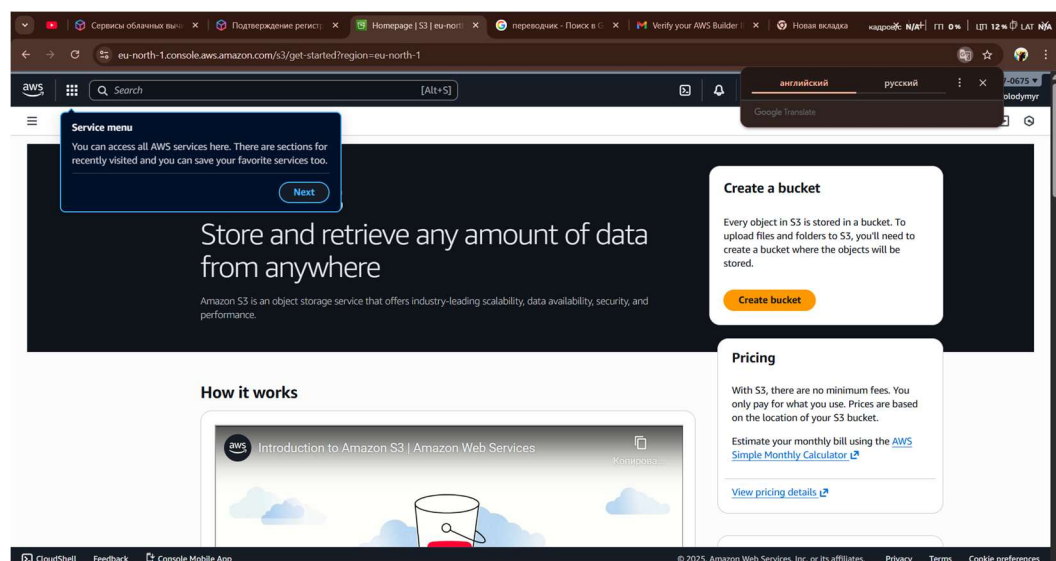 Сервисы облачных вычи
Подтверждение регистр
Homepage | S3 | eu-nort
переводчик - Поиск в G
Verify your AWS Builder I
Новая вкладка
N/A
ГП 0%
ЦП 12%
LAT N/A
eu-north-1.console.aws.amazon.com/s3/get-started?region=eu-north-1
английский
русский
Google Translate
aws
Search
[Alt+S]
7-0675
olodymyr
Service menu
You can access all AWS services here. There are sections for
recently visited and you can save your favorite services too.
Next
Store and retrieve any amount of data
from anywhere
Amazon S3 is an object storage service that offers industry-leading scalability, data availability, security, and
performance.
Create a bucket
Every object in S3 is stored in a bucket. To
upload files and folders to S3, you'll need to
create a bucket where the objects will be
stored.
Create bucket
Pricing
With S3, there are no minimum fees. You
only pay for what you use. Prices are based
on the location of your S3 bucket.
Estimate your monthly bill using the AWS
Simple Monthly Calculator
View pricing details
How it works
aws
Introduction to Amazon S3 | Amazon Web Services
Копирова...
CloudShell
Feedback
Console Mobile App
© 2025, Amazon Web Services, Inc. or its affiliates.
Privacy
Terms
Cookie preferences